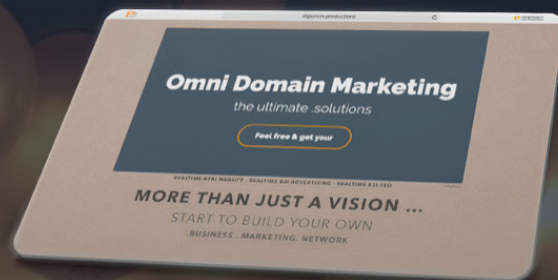 Omni Domain Marketing
the ultimate .solutions
Feel free & get your
MORE THAN JUST A VISION ...
START TO BUILD YOUR OWN
.BUSINESS . MARKETING. NETWORK